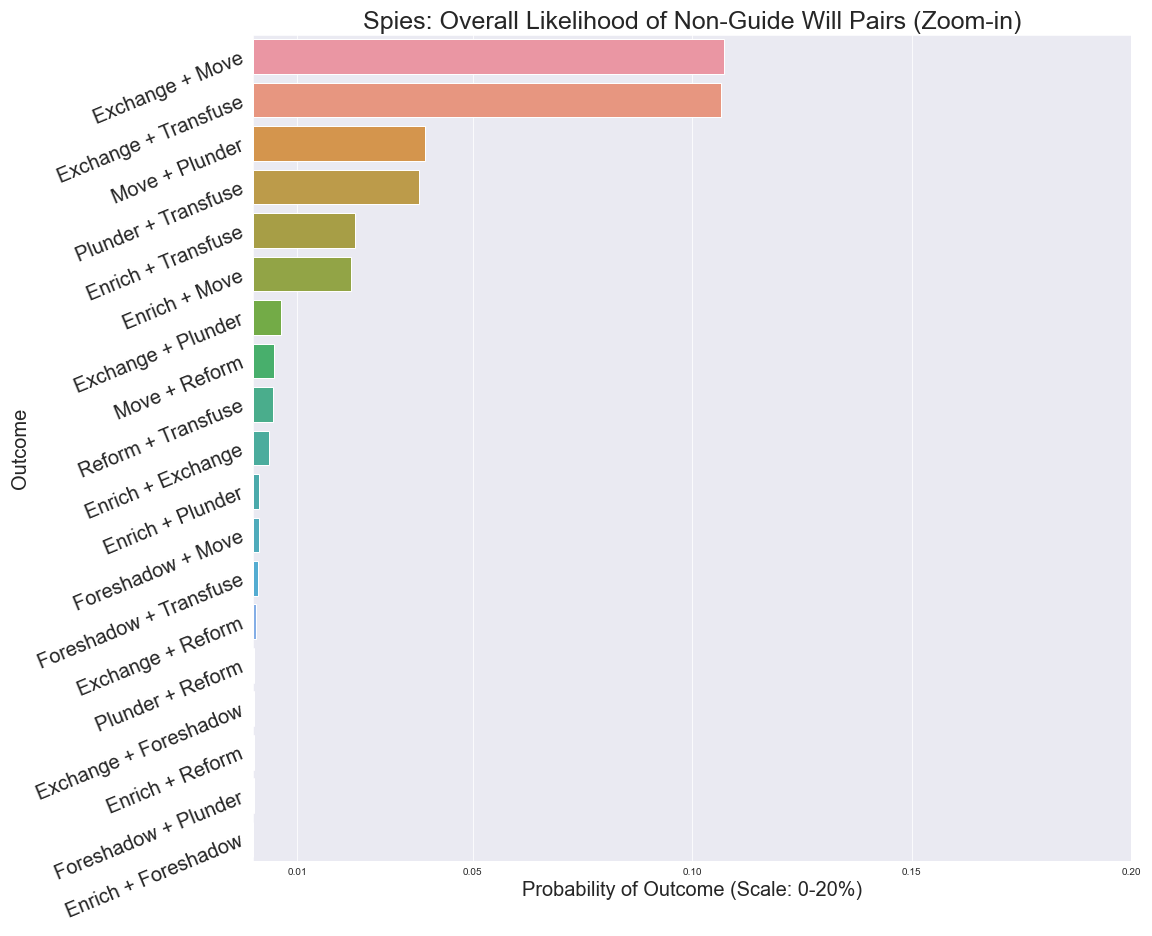 Spies: Overall Likelihood of Non-Guide Will Pairs (Zoom-in)
Exchange + Move
Exchange + Transfuse
Move + Plunder
Plunder + Transfuse
Enrich + Transfuse
Enrich + Move
Exchange + Plunder
Move + Reform
Reform + Transfuse
Enrich + Exchange
Enrich + Plunder
Foreshadow + Move
Foreshadow + Transfuse
Exchange + Reform
Plunder + Reform
Exchange + Foreshadow
Enrich + Reform
Foreshadow + Plunder
Enrich + Foreshadow
Outcome
0.01 0.05 0.10 0.15 0.20
Probability of Outcome (Scale: 0-20%)